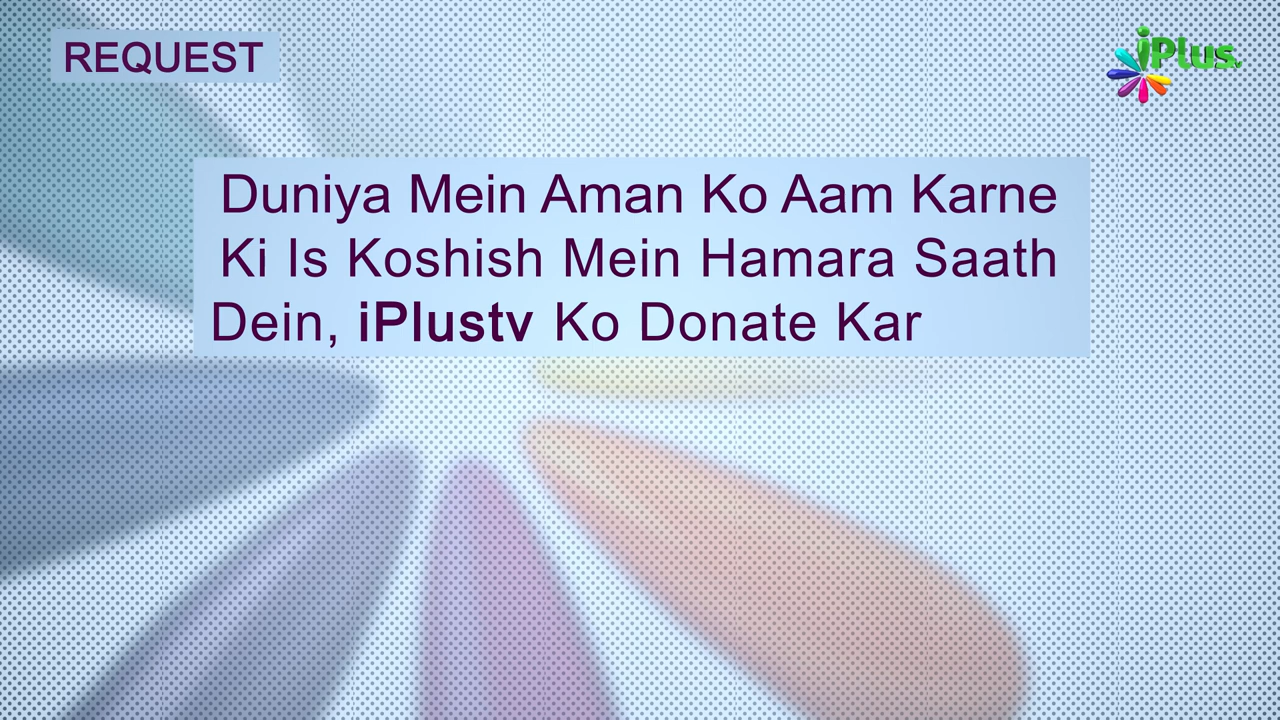 REQUEST
iPlus
Duniya Mein Aman Ko Aam Karne
Ki Is Koshish Mein Hamara Saath
Dein, iPlustv Ko Donate Kar